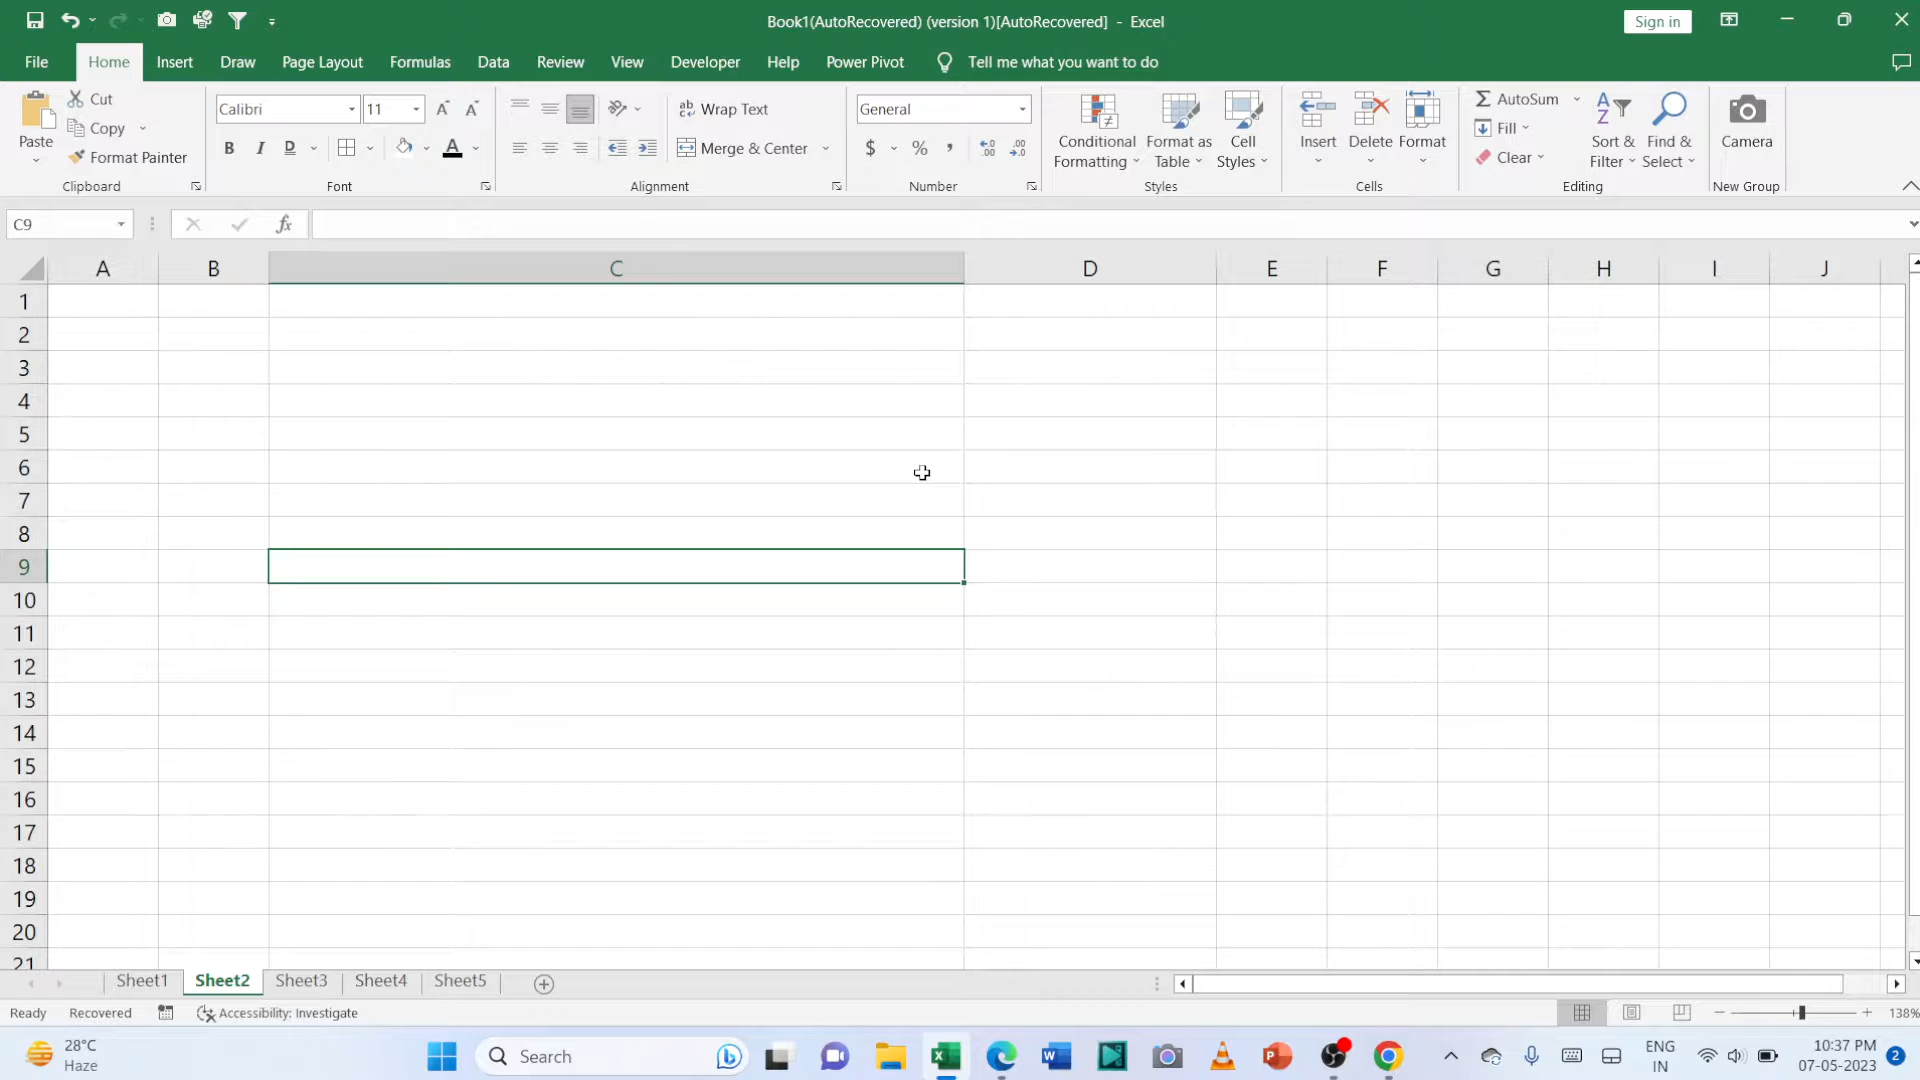 Book1(AutoRecovered) (version 1)[AutoRecovered] - Excel
Sign in
File Home Insert Draw Page Layout Formulas Data Review View Developer Help Power Pivot Tell me what you want to do
Paste
Cut
Copy
Format Painter
Clipboard
Calibri 11
B I D A
Font
ab Wrap Text
Merge & Center
Alignment
General
$ % ,
Number
Conditional Formatting
Format as Table
Cell Styles
Styles
Insert Delete Format
Cells
AutoSum
Fill
Clear
Sort & Filter
Find & Select
Editing
Camera
New Group
C9 fx
A B C D E F G H I J
1
2
3
4
5
6
7
8
9
10
11
12
13
14
15
16
17
18
19
20
21
Sheet1 Sheet2 Sheet3 Sheet4 Sheet5
Ready Recovered Accessibility: Investigate 138%
28°C
Haze
Search
ENG
IN
10:37 PM
07-05-2023
2